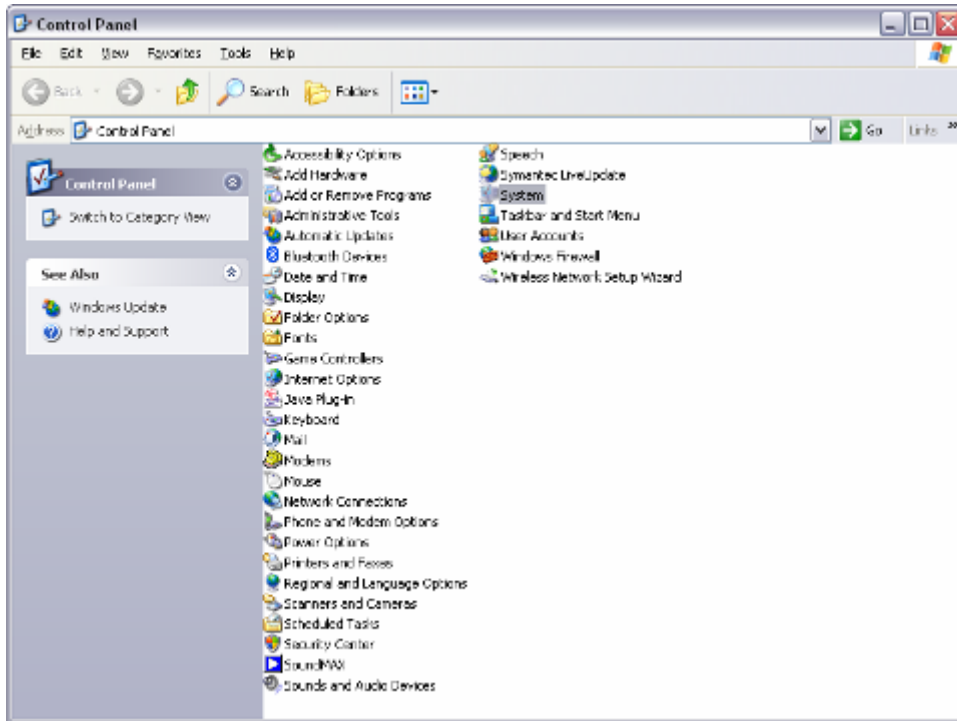 Control Panel
File Edit View Favorites Tools Help
Back Search Folders
Address Control Panel Go Links »
Control Panel
Switch to Category View
See Also
Windows Update
Help and Support
Accessibility Options
Add Hardware
Add or Remove Programs
Administrative Tools
Automatic Updates
Bluetooth Devices
Date and Time
Display
Folder Options
Fonts
Game Controllers
Internet Options
Java Plug-in
Keyboard
Mail
Modems
Mouse
Network Connections
Phone and Modem Options
Power Options
Printers and Faxes
Regional and Language Options
Scanners and Cameras
Scheduled Tasks
Security Center
SoundMAX
Sounds and Audio Devices
Speech
Symantec LiveUpdate
System
Taskbar and Start Menu
User Accounts
Windows Firewall
Wireless Network Setup Wizard